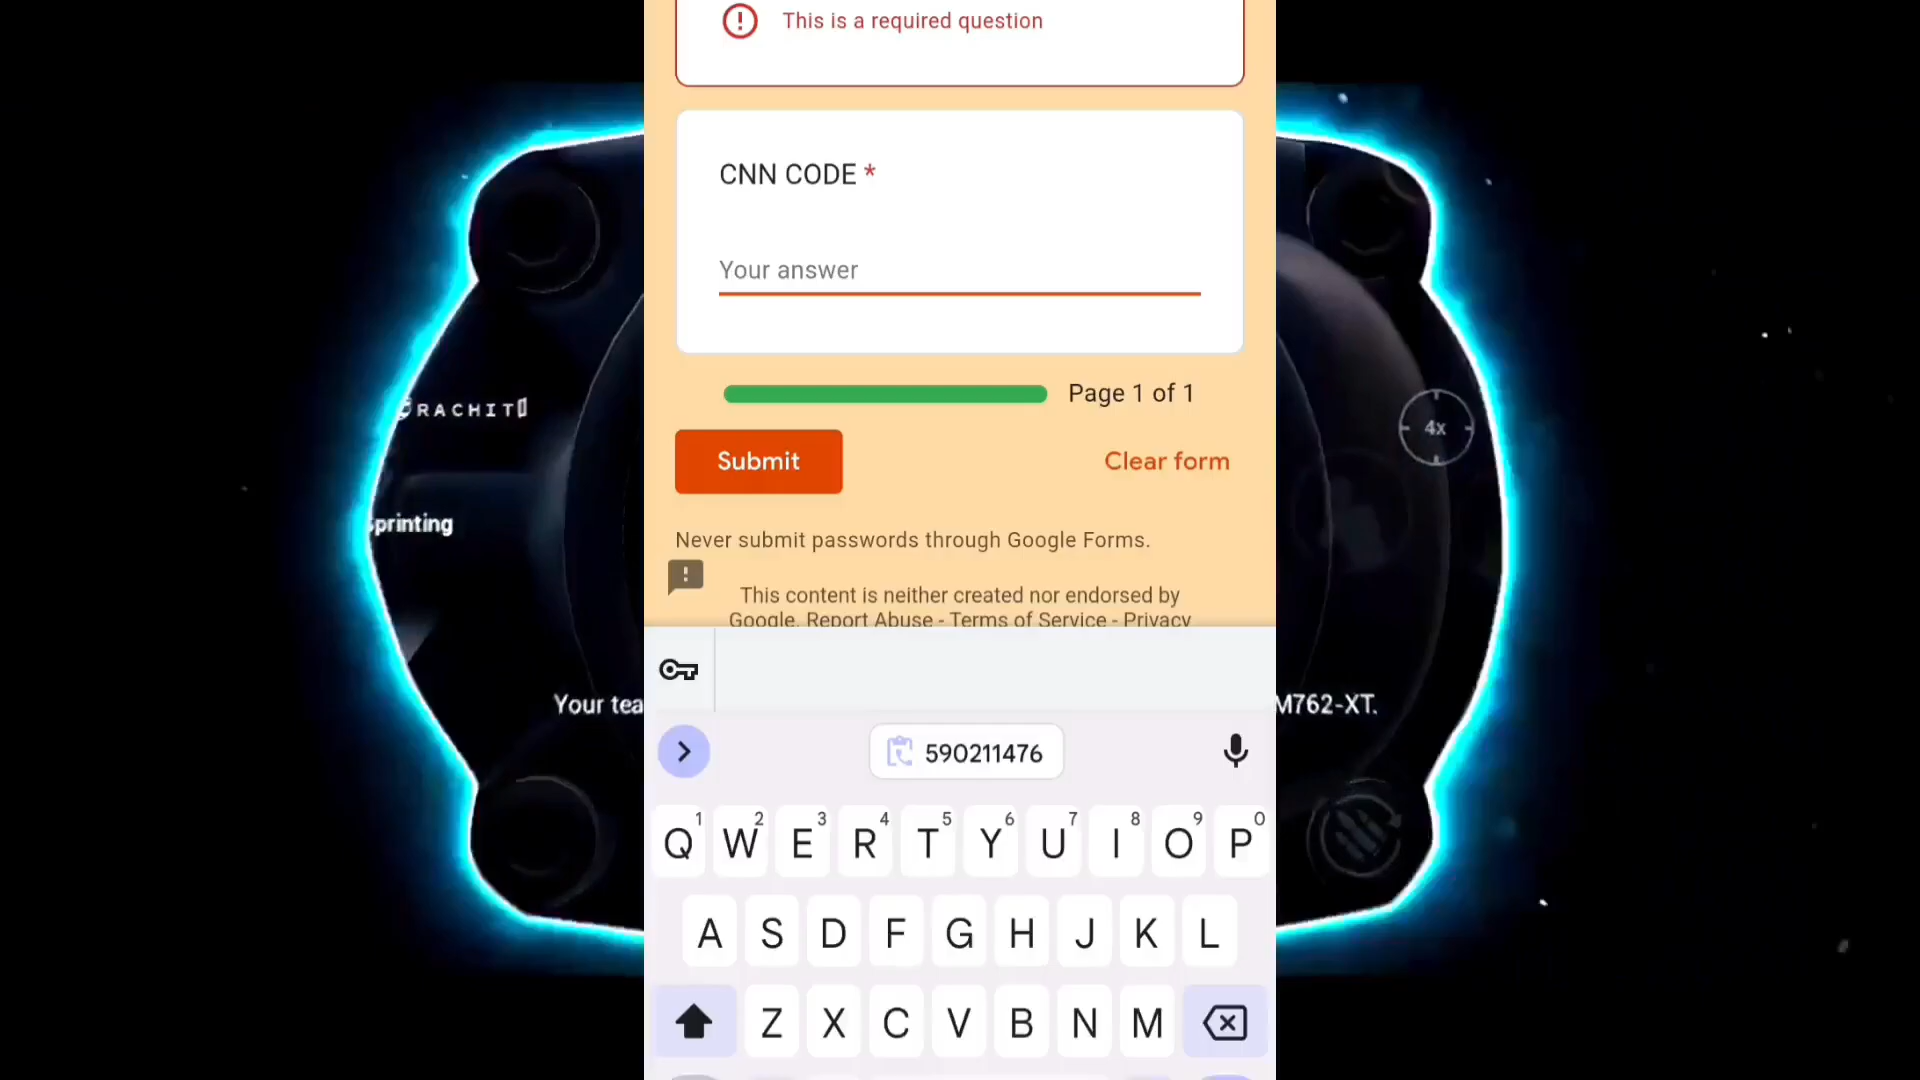 This is a required question
CNN CODE *
Your answer
Page 1 of 1
Submit
Clear form
RACHIT
4x
Sprinting
Never submit passwords through Google Forms.
This content is neither created nor endorsed by
Google. Report Abuse - Terms of Service - Privacy
Your tea
M762-XT.
590211476
1 2 3 4 5 6 7 8 9 0
Q W E R T Y U I O P
A S D F G H J K L
Z X C V B N M